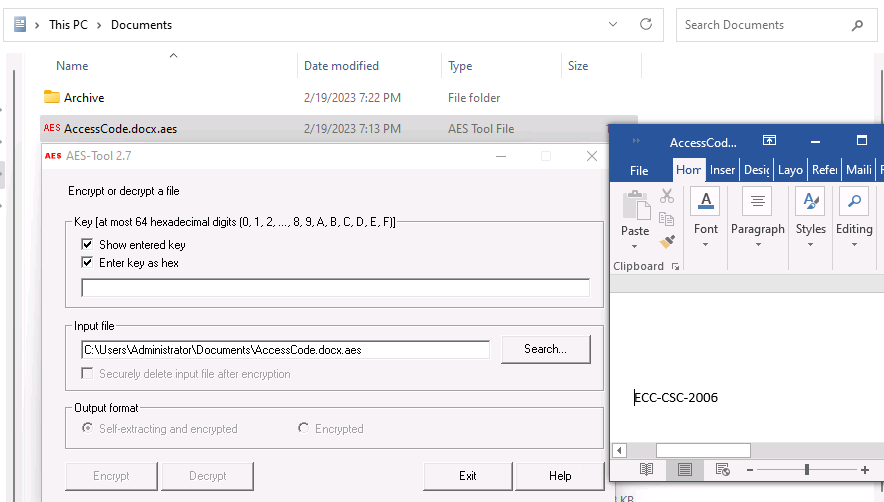 This PC > Documents
Search Documents
Name Date modified Type Size
Archive 2/19/2023 7:22 PM File folder
AES AccessCode.docx.aes 2/19/2023 7:13 PM AES Tool File
AES AES-Tool 2.7
Encrypt or decrypt a file
Key [at most 64 hexadecimal digits (0, 1, 2, ..., 8, 9, A, B, C, D, E, F)]
Show entered key
Enter key as hex
Input file
C:\Users\Administrator\Documents\AccessCode.docx.aes
Search...
Securely delete input file after encryption
Output format
Self-extracting and encrypted Encrypted
Encrypt Decrypt Exit Help
AccessCod...
File Hom Inser Desig Layo Refer Maili
Paste Font Paragraph Styles Editing
Clipboard
ECC-CSC-2006
KB